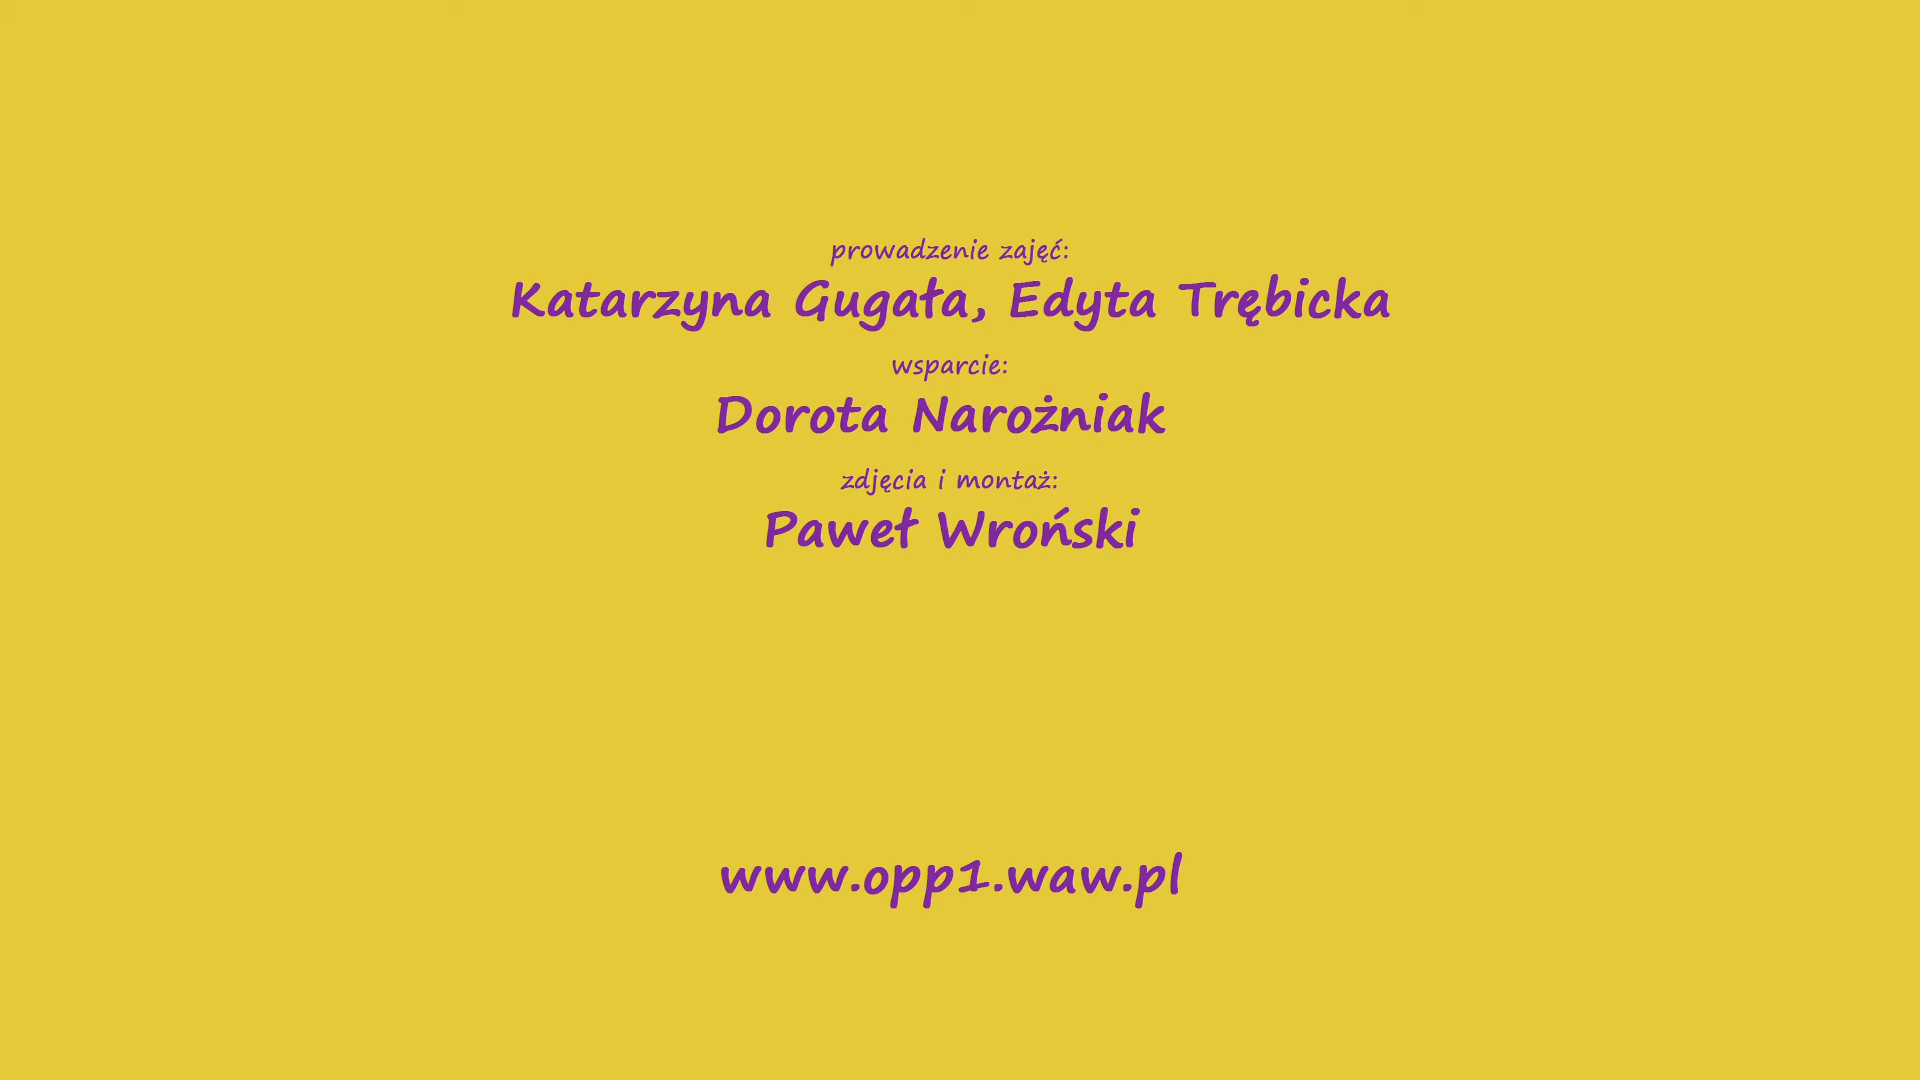 prowadzenie zajęć:
Katarzyna Gugała, Edyta Trębicka
wsparcie:
Dorota Narożniak
zdjęcia i montaż:
Paweł Wroński
www.opp1.waw.pl